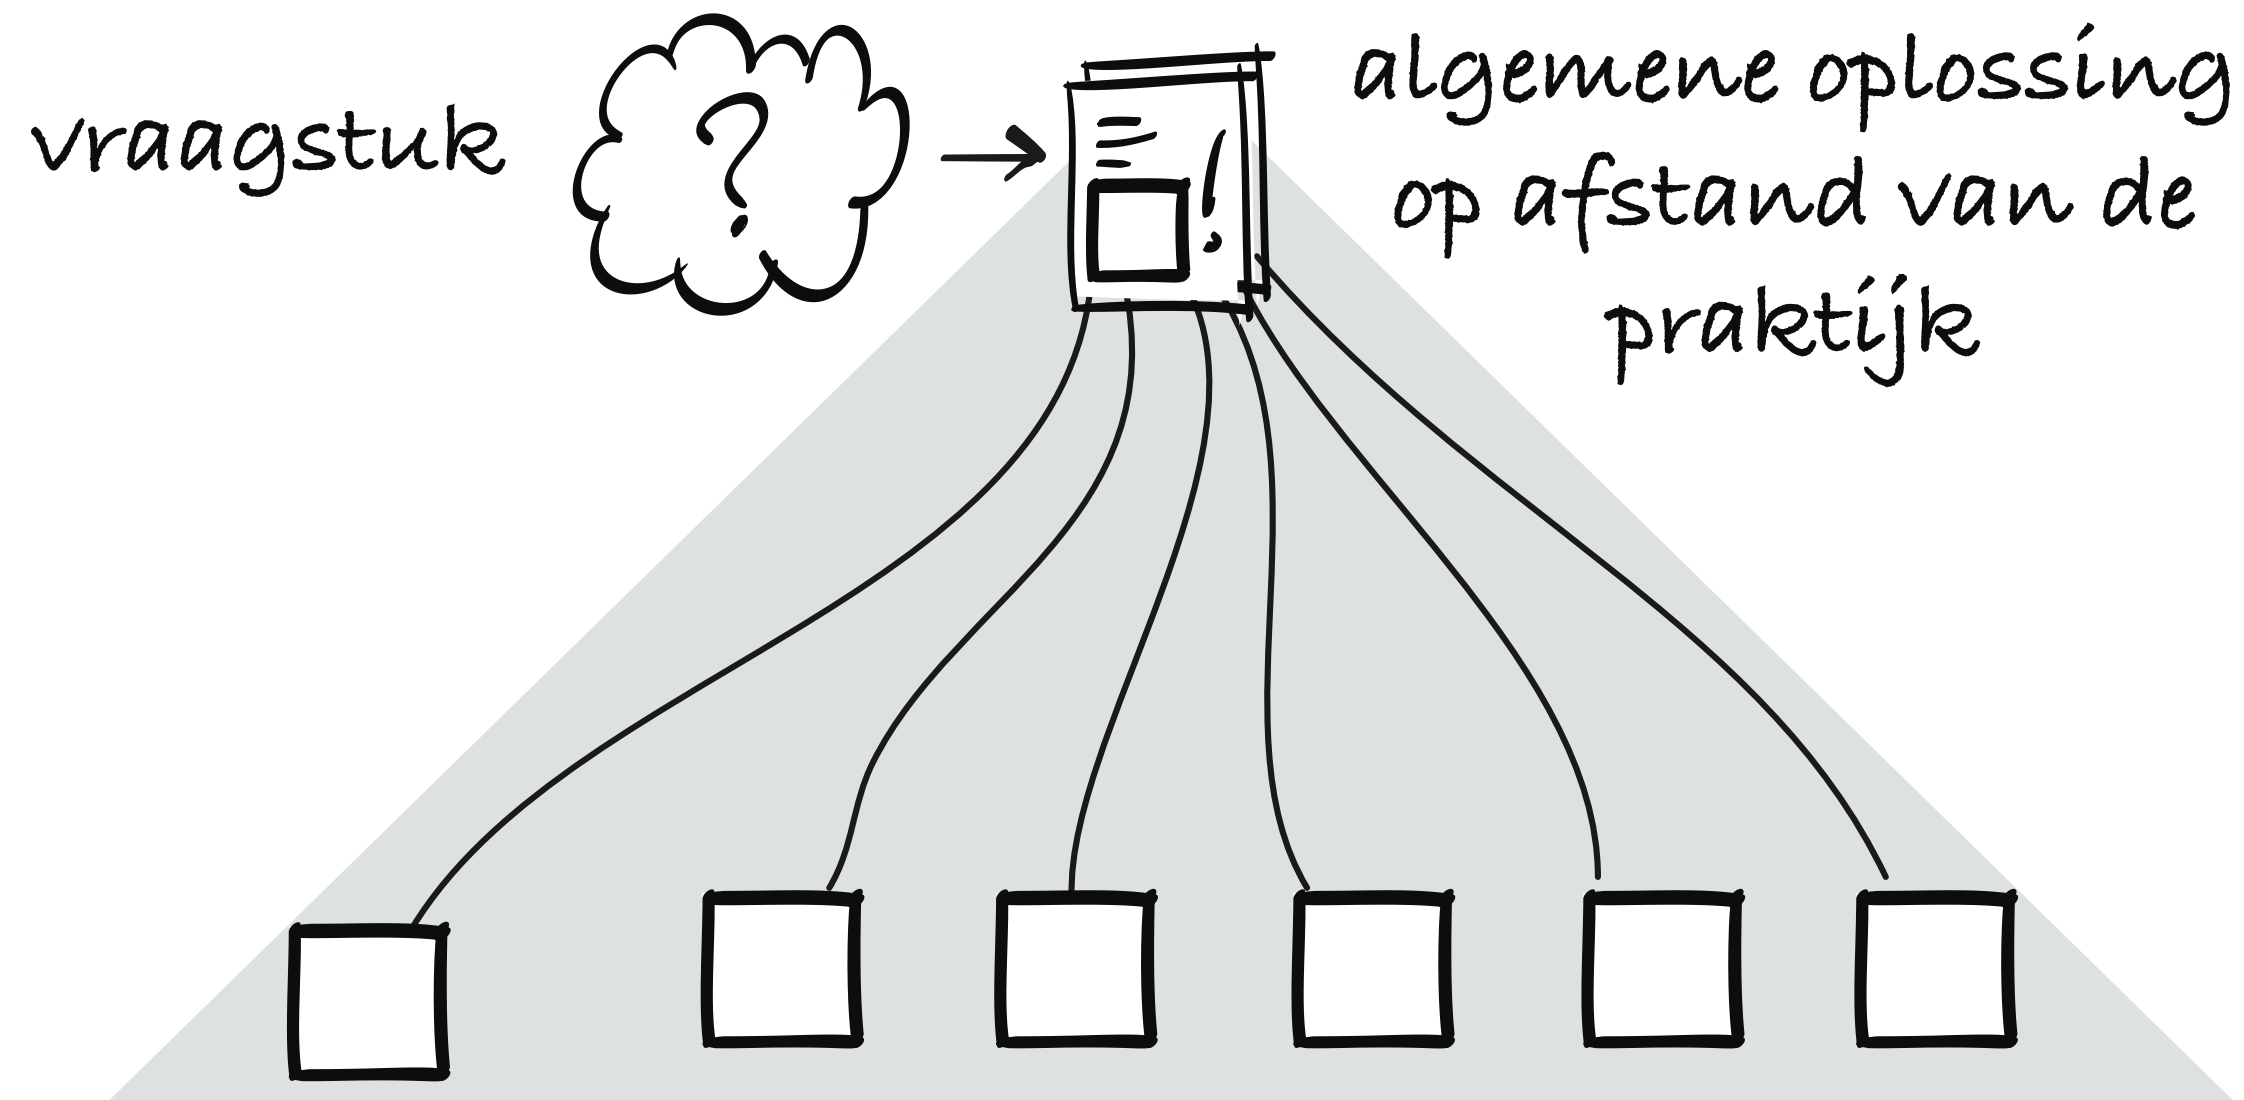 vraagstuk
?
!
algemene oplossing
op afstand van de
praktijk